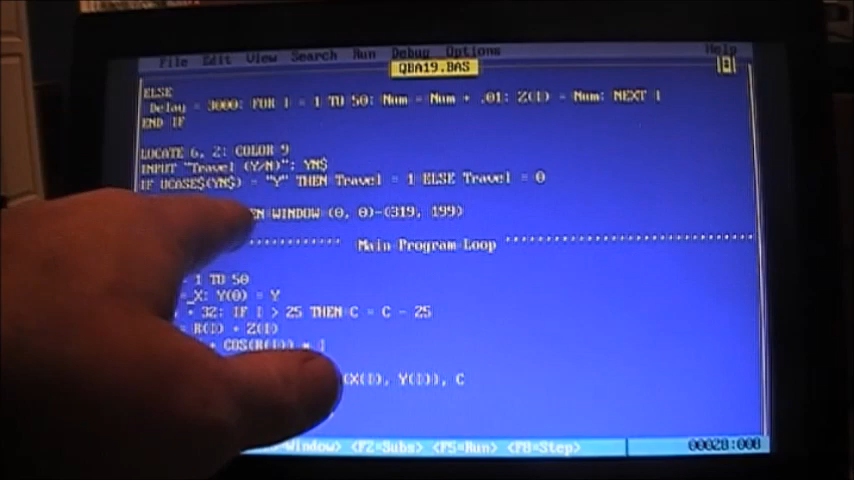 File Edit View Search Run Debug Options Help
QBA19.BAS
ELSE
Delay = 3000: FOR I = 1 TO 50: Num = Num + .01: Z(I) = Num: NEXT I
END IF
LOCATE 6, 2: COLOR 9
INPUT "Travel (Y/N)"; YN$
IF UCASE$(YN$) = "Y" THEN Travel = 1 ELSE Travel = 0
WINDOW (0, 0)-(319, 199)
Main Program Loop
1 TO 50
= X: Y(0) = Y
+ 32: IF I > 25 THEN C = C - 25
= R(I) + Z(I)
+ COS(R(I)) *
(X(I), Y(I)), C
Window> <F2=Subs> <F5=Run> <F8=Step> 00028:008